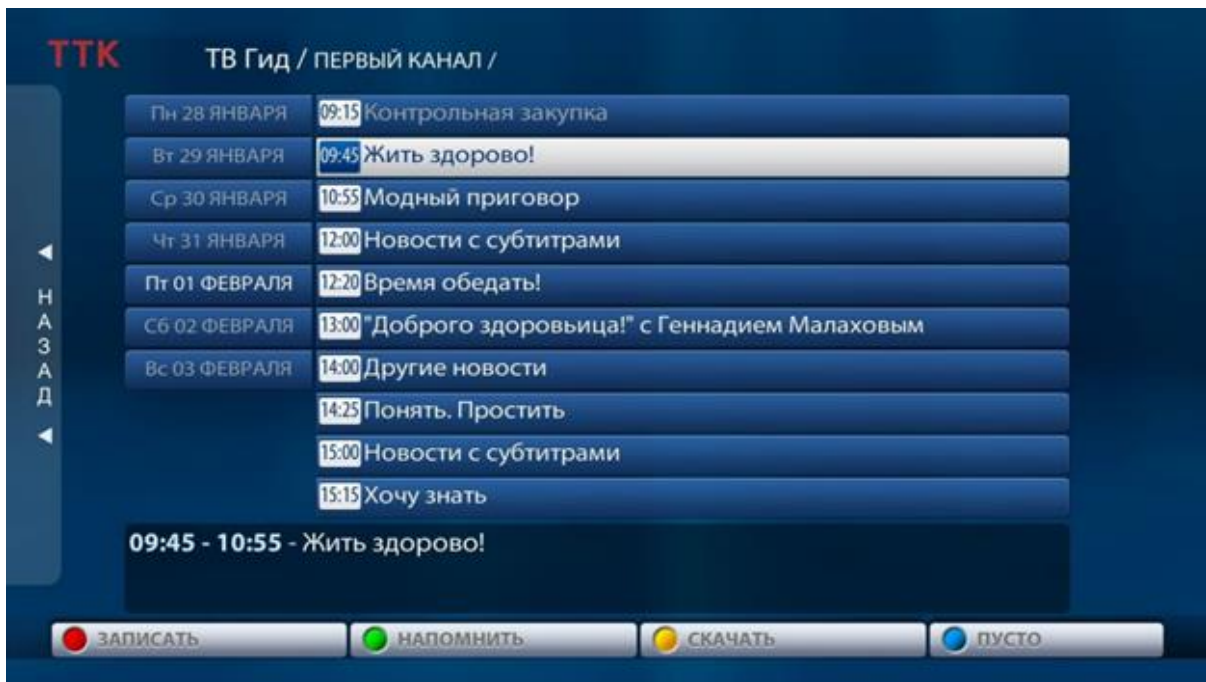 ТТК
ТВ Гид / ПЕРВЫЙ КАНАЛ /
Пн 28 ЯНВАРЯ 09:15 Контрольная закупка
Вт 29 ЯНВАРЯ 09:45 Жить здорово!
Ср 30 ЯНВАРЯ 10:55 Модный приговор
Чт 31 ЯНВАРЯ 12:00 Новости с субтитрами
Пт 01 ФЕВРАЛЯ 12:20 Время обедать!
Сб 02 ФЕВРАЛЯ 13:00 "Доброго здоровьица!" с Геннадием Малаховым
Вс 03 ФЕВРАЛЯ 14:00 Другие новости
14:25 Понять. Простить
15:00 Новости с субтитрами
15:15 Хочу знать
НАЗАД
09:45 - 10:55 - Жить здорово!
ЗАПИСАТЬ НАПОМНИТЬ СКАЧАТЬ ПУСТО